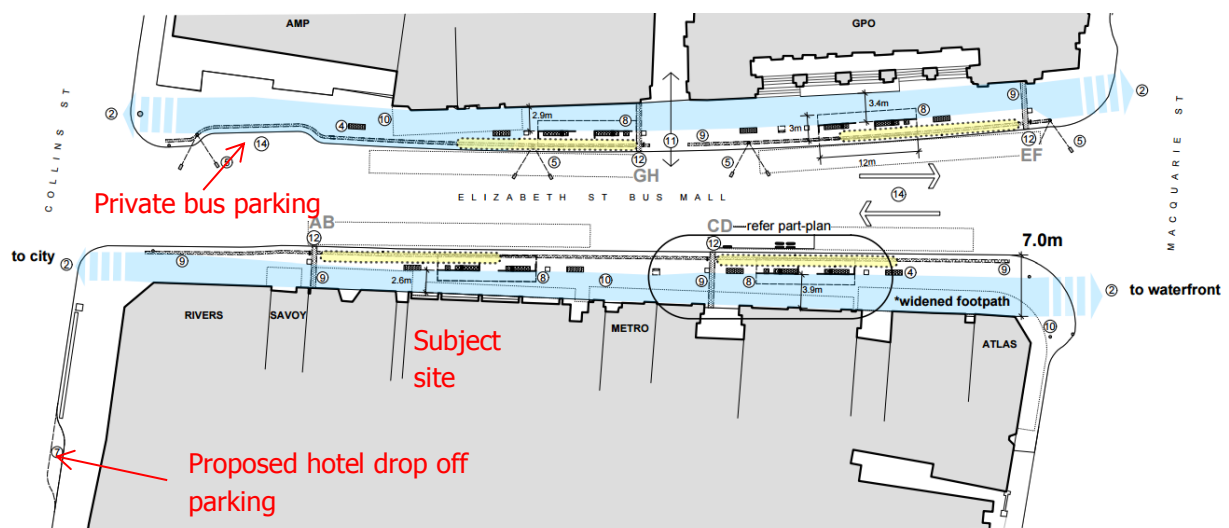 AMP
GPO
COLLINS ST
MACQUARIE ST
2
2
10
4
2.9m
8
9
11
9
3.4m
8
3m
9
5
14
5
12
GH
5
12m
12
EF
5
Private bus parking
ELIZABETH ST BUS MALL
14
AB
12
CD
refer part-plan
12
7.0m
to city
2
9
9
2.6m
8
10
9
8
3.9m
4
9
*widened footpath
2
to waterfront
10
RIVERS
SAVOY
METRO
ATLAS
Subject
site
7
Proposed hotel drop off
parking